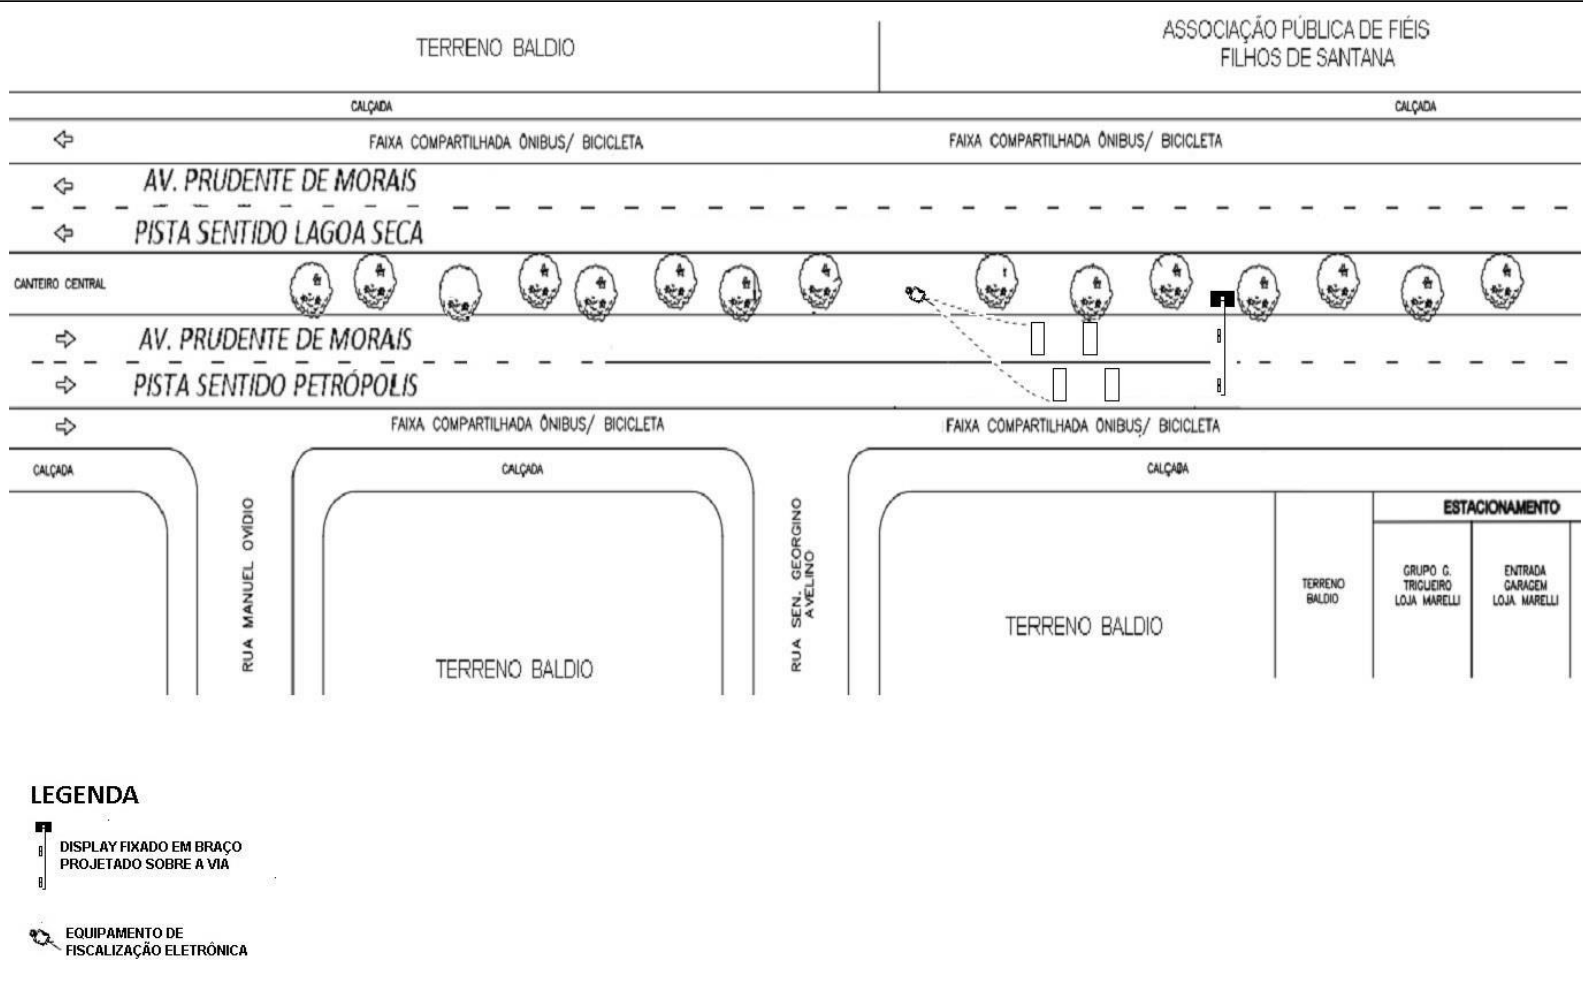 TERRENO BALDIO
ASSOCIAÇÃO PÚBLICA DE FIÉIS
FILHOS DE SANTANA
CALÇADA
CALÇADA
FAIXA COMPARTILHADA ÔNIBUS/ BICICLETA
FAIXA COMPARTILHADA ÔNIBUS/ BICICLETA
AV. PRUDENTE DE MORAIS
PISTA SENTIDO LAGOA SECA
CANTEIRO CENTRAL
AV. PRUDENTE DE MORAIS
PISTA SENTIDO PETRÓPOLIS
FAIXA COMPARTILHADA ÔNIBUS/ BICICLETA
FAIXA COMPARTILHADA ÔNIBUS/ BICICLETA
CALÇADA
CALÇADA
CALÇADA
RUA MANUEL OVÍDIO
RUA SEN. GEORGINO
AVELINO
ESTACIONAMENTO
TERRENO
BALDIO
GRUPO G.
TRIGUEIRO
LOJA MARELLI
ENTRADA
GARAGEM
LOJA MARELLI
TERRENO BALDIO
TERRENO BALDIO
LEGENDA
DISPLAY FIXADO EM BRAÇO
PROJETADO SOBRE A VIA
EQUIPAMENTO DE
FISCALIZAÇÃO ELETRÔNICA